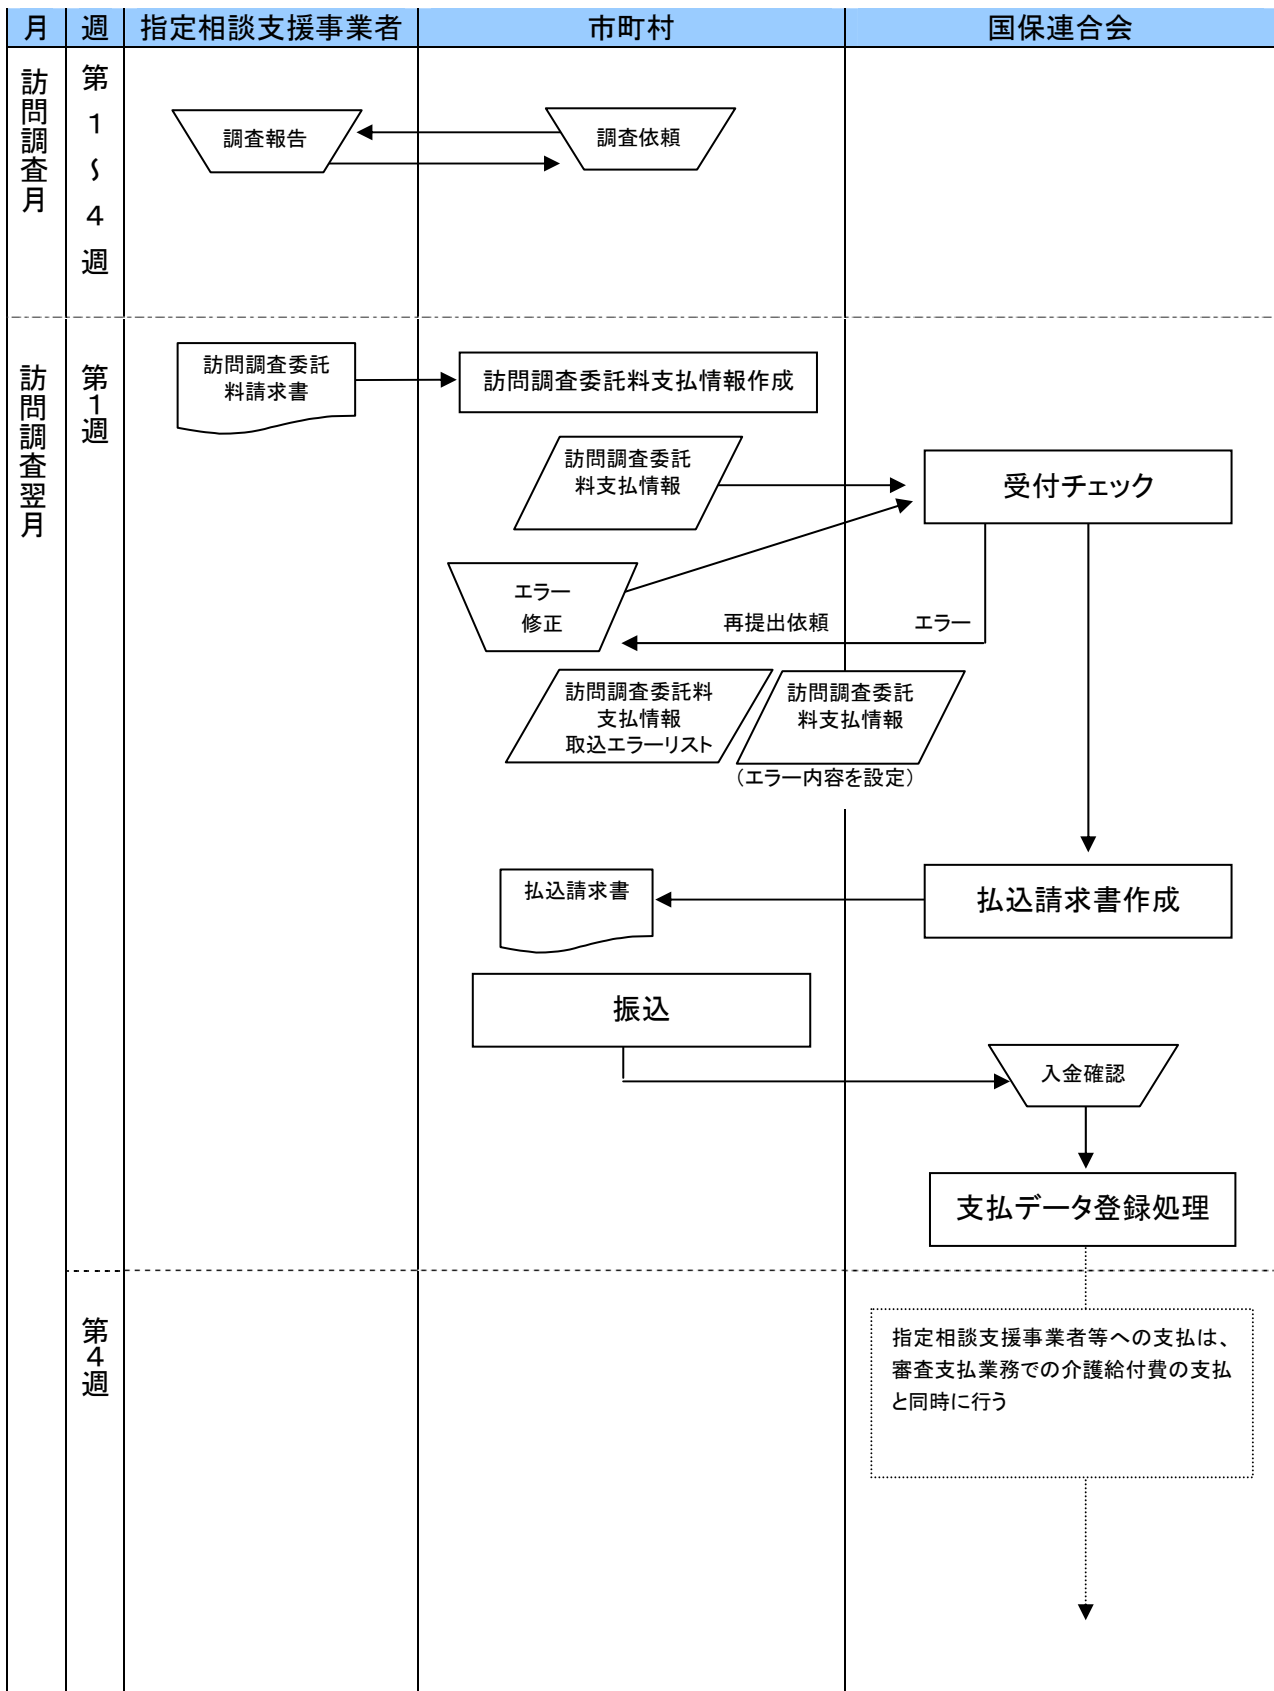 月 週 指定相談支援事業者 市町村 国保連合会
訪問調査月
第1～4週
調査報告
調査依頼
訪問調査翌月
第1週
訪問調査委託
料請求書
訪問調査委託料支払情報作成
訪問調査委託
料支払情報
受付チェック
エラー
修正
再提出依頼
エラー
訪問調査委託料
支払情報
取込エラーリスト
訪問調査委託
料支払情報
（エラー内容を設定）
払込請求書
払込請求書作成
振込
入金確認
支払データ登録処理
第4週
指定相談支援事業者等への支払は、
審査支払業務での介護給付費の支払
と同時に行う